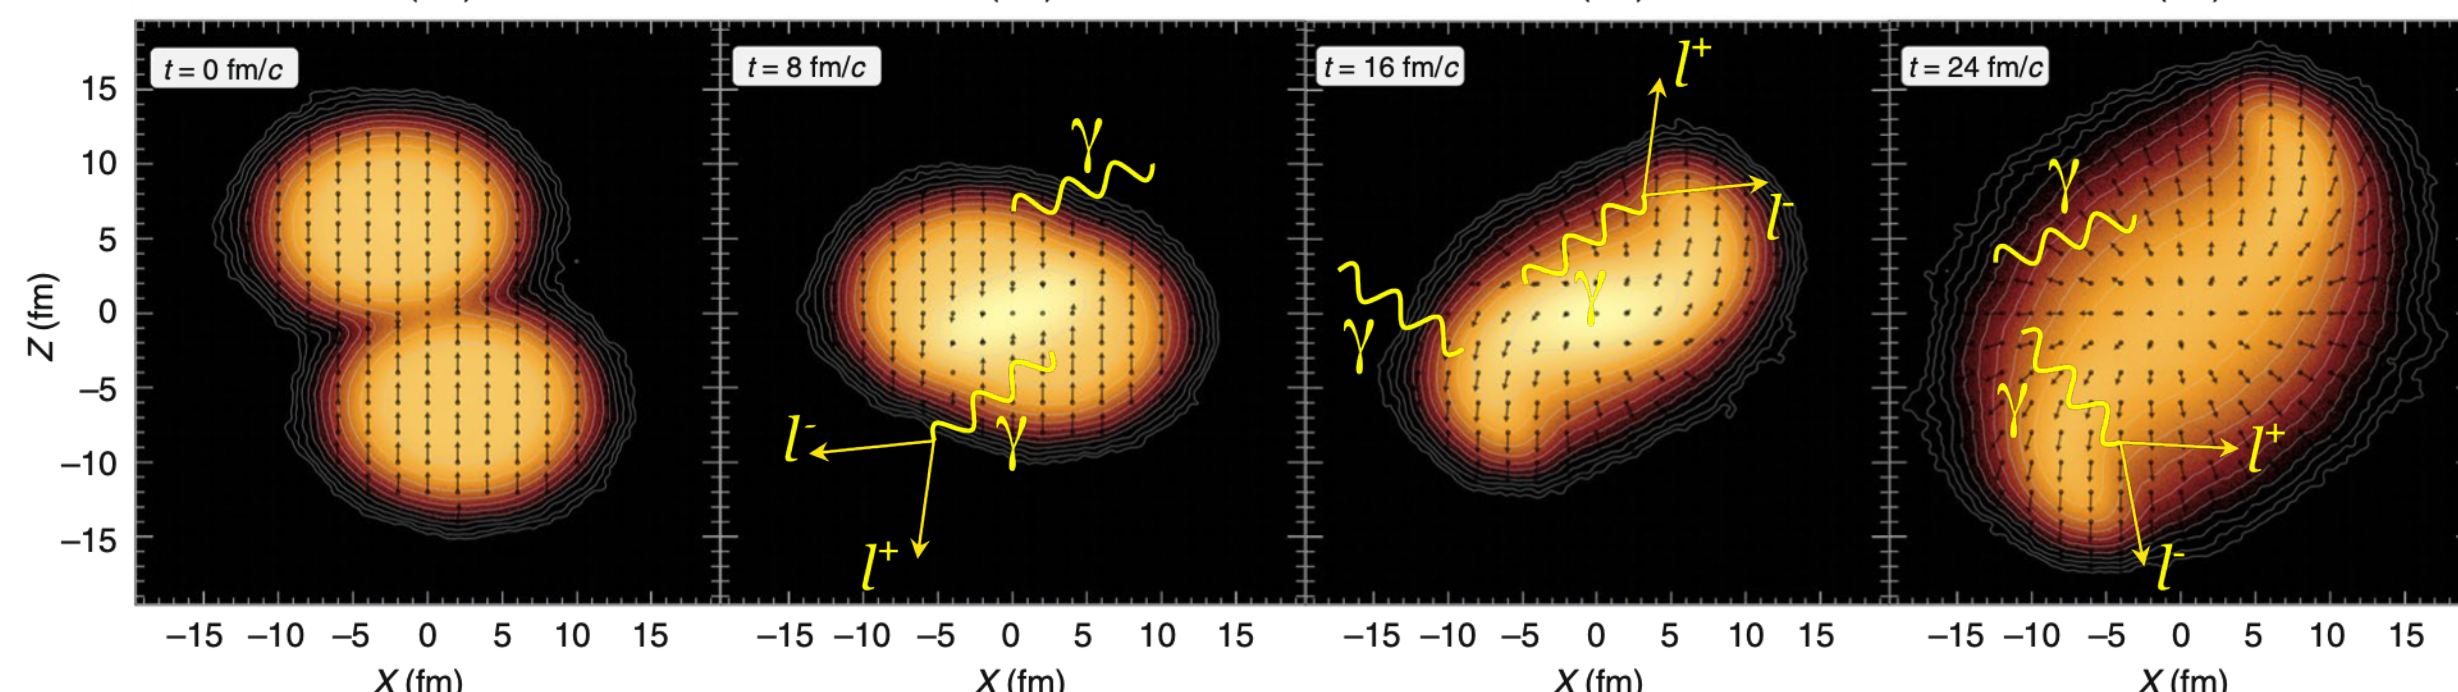 t = 0 fm/c
t = 8 fm/c
t = 16 fm/c
t = 24 fm/c
15
10
5
0
−5
−10
−15
Z (fm)
γ
l⁻
l⁺
γ
l⁺
l⁻
γ
γ
γ
γ
l⁺
l⁻
−15 −10 −5 0 5 10 15
−15 −10 −5 0 5 10 15
−15 −10 −5 0 5 10 15
−15 −10 −5 0 5 10 15
X (fm)
X (fm)
X (fm)
X (fm)